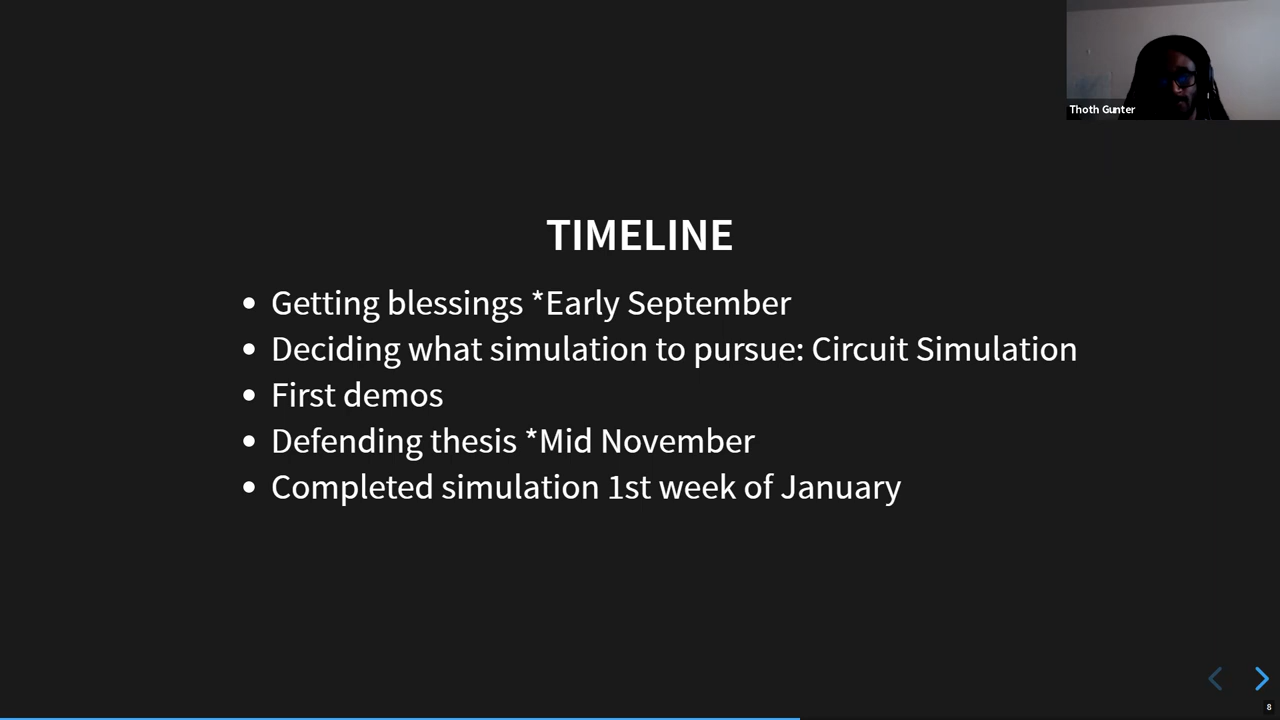 Thoth Gunter
TIMELINE
Getting blessings *Early September
Deciding what simulation to pursue: Circuit Simulation
First demos
Defending thesis *Mid November
Completed simulation 1st week of January
8